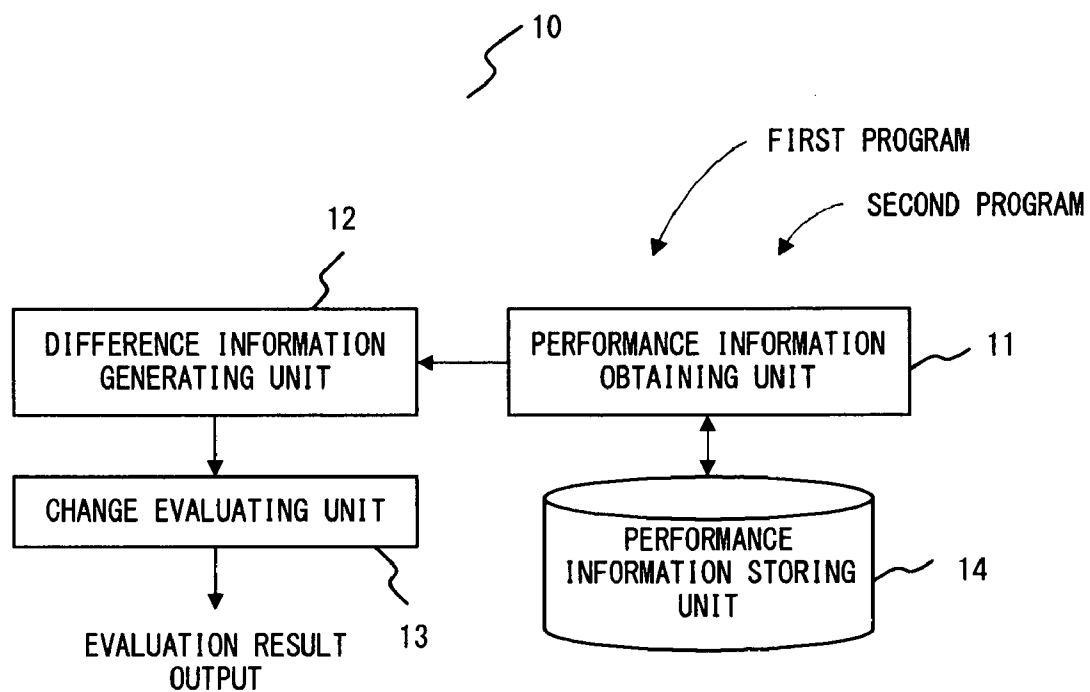 10
FIRST PROGRAM
SECOND PROGRAM
12
DIFFERENCE INFORMATION
GENERATING UNIT
PERFORMANCE INFORMATION
OBTAINING UNIT
11
CHANGE EVALUATING UNIT
PERFORMANCE
INFORMATION STORING
UNIT
14
13
EVALUATION RESULT
OUTPUT